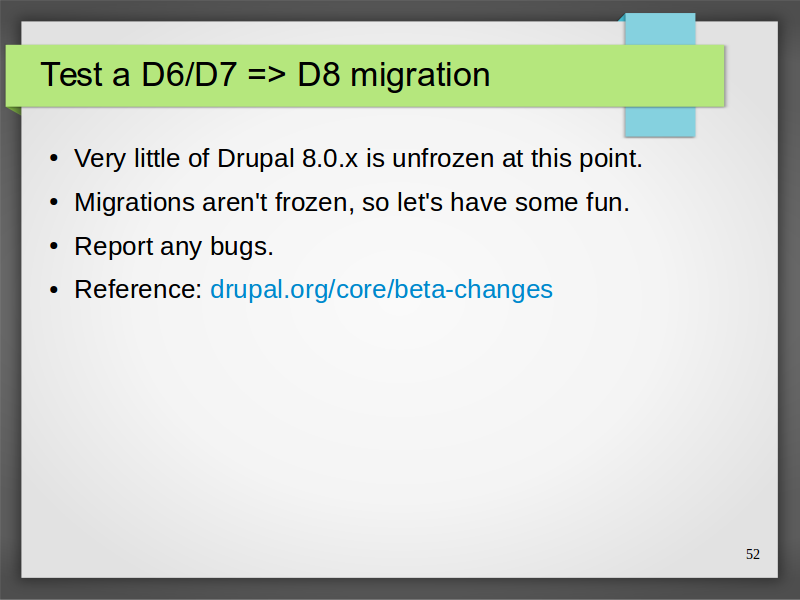 Test a D6/D7 => D8 migration
• Very little of Drupal 8.0.x is unfrozen at this point.
• Migrations aren't frozen, so let's have some fun.
• Report any bugs.
• Reference: drupal.org/core/beta-changes
52